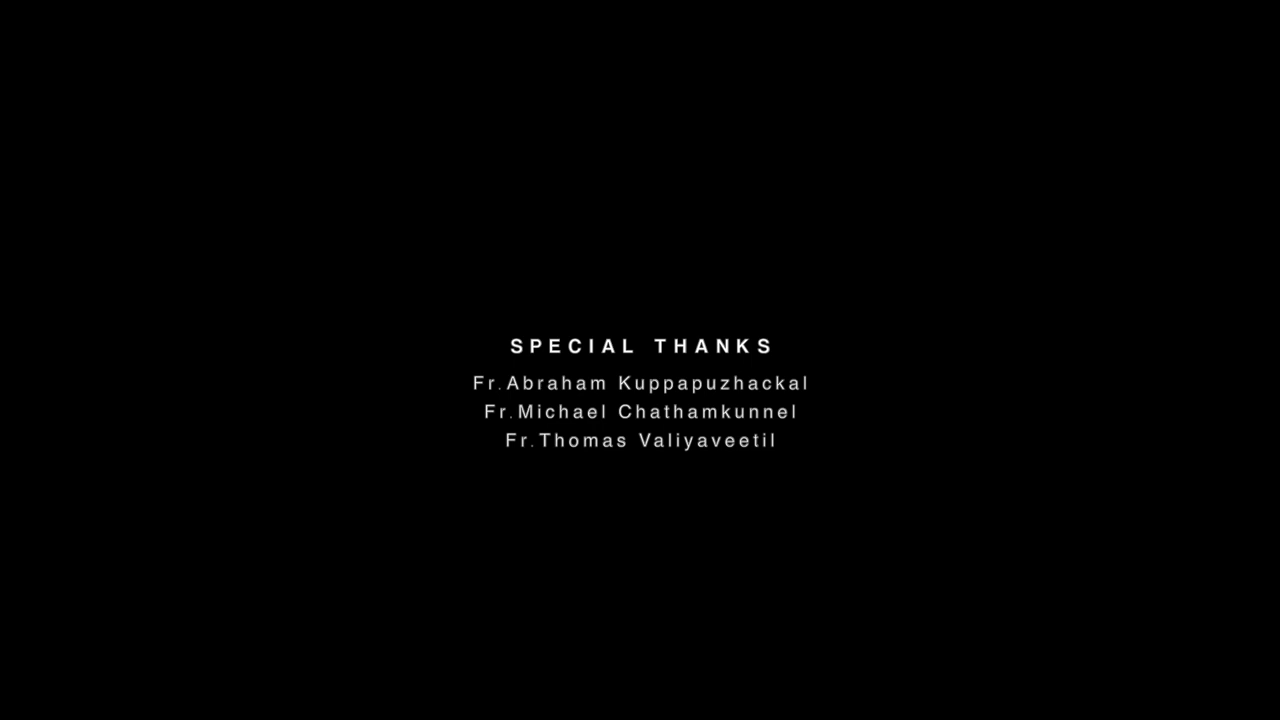 SPECIAL THANKS
Fr.Abraham Kuppapuzhackal
Fr.Michael Chathamkunnel
Fr.Thomas Valiyaveetil